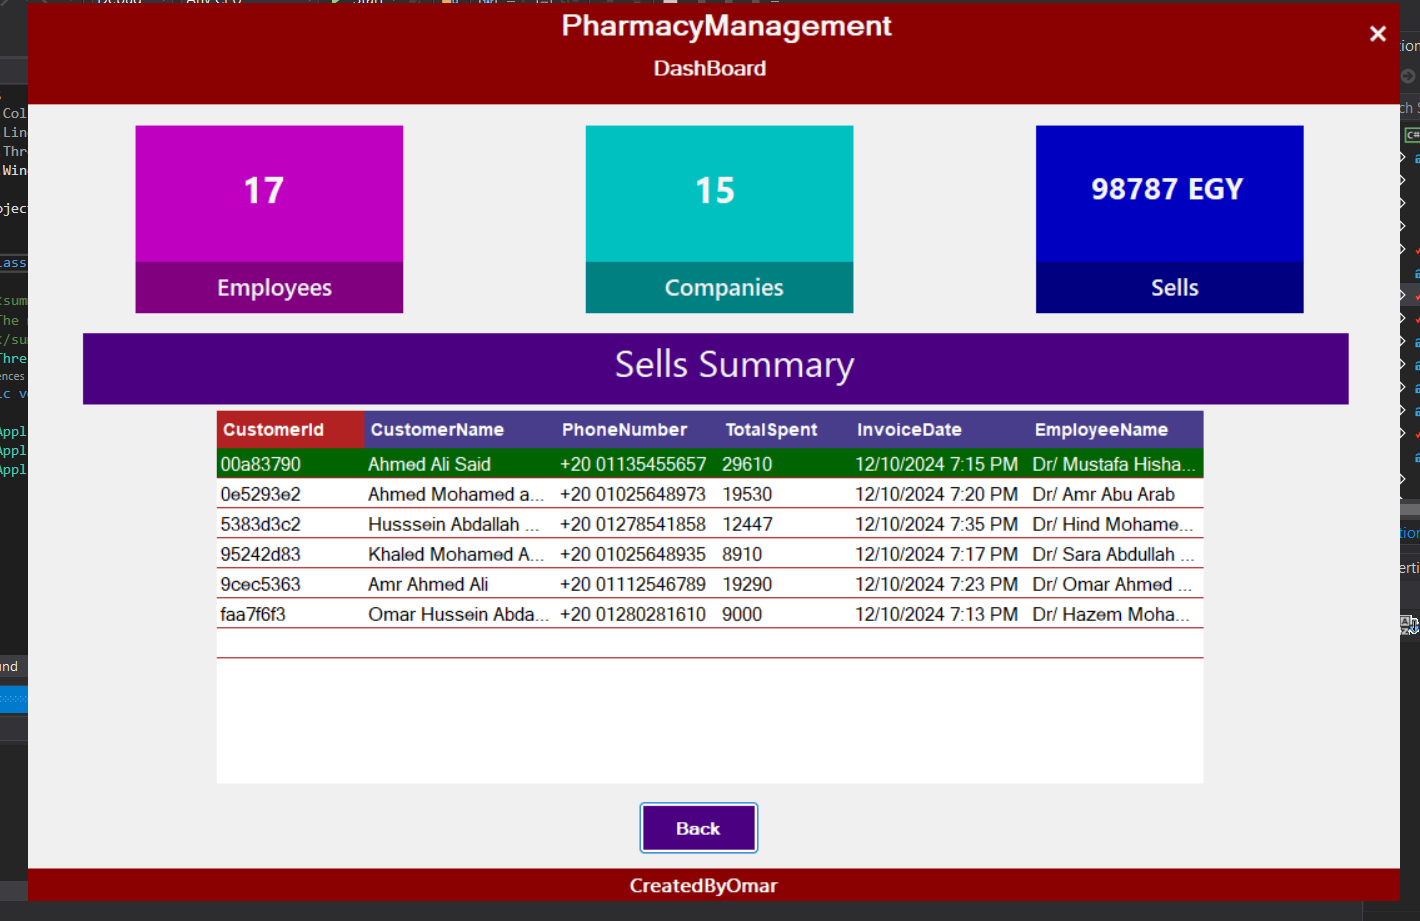 PharmacyManagement
DashBoard
17
Employees
15
Companies
98787 EGY
Sells
Sells Summary
CustomerId CustomerName PhoneNumber TotalSpent InvoiceDate EmployeeName
00a83790 Ahmed Ali Said +20 01135455657 29610 12/10/2024 7:15 PM Dr/ Mustafa Hisha...
0e5293e2 Ahmed Mohamed a... +20 01025648973 19530 12/10/2024 7:20 PM Dr/ Amr Abu Arab
5383d3c2 Husssein Abdallah ... +20 01278541858 12447 12/10/2024 7:35 PM Dr/ Hind Mohame...
95242d83 Khaled Mohamed A... +20 01025648935 8910 12/10/2024 7:17 PM Dr/ Sara Abdullah ...
9cec5363 Amr Ahmed Ali +20 01112546789 19290 12/10/2024 7:23 PM Dr/ Omar Ahmed ...
faa7f6f3 Omar Hussein Abda... +20 01280281610 9000 12/10/2024 7:13 PM Dr/ Hazem Moha...
Back
CreatedByOmar